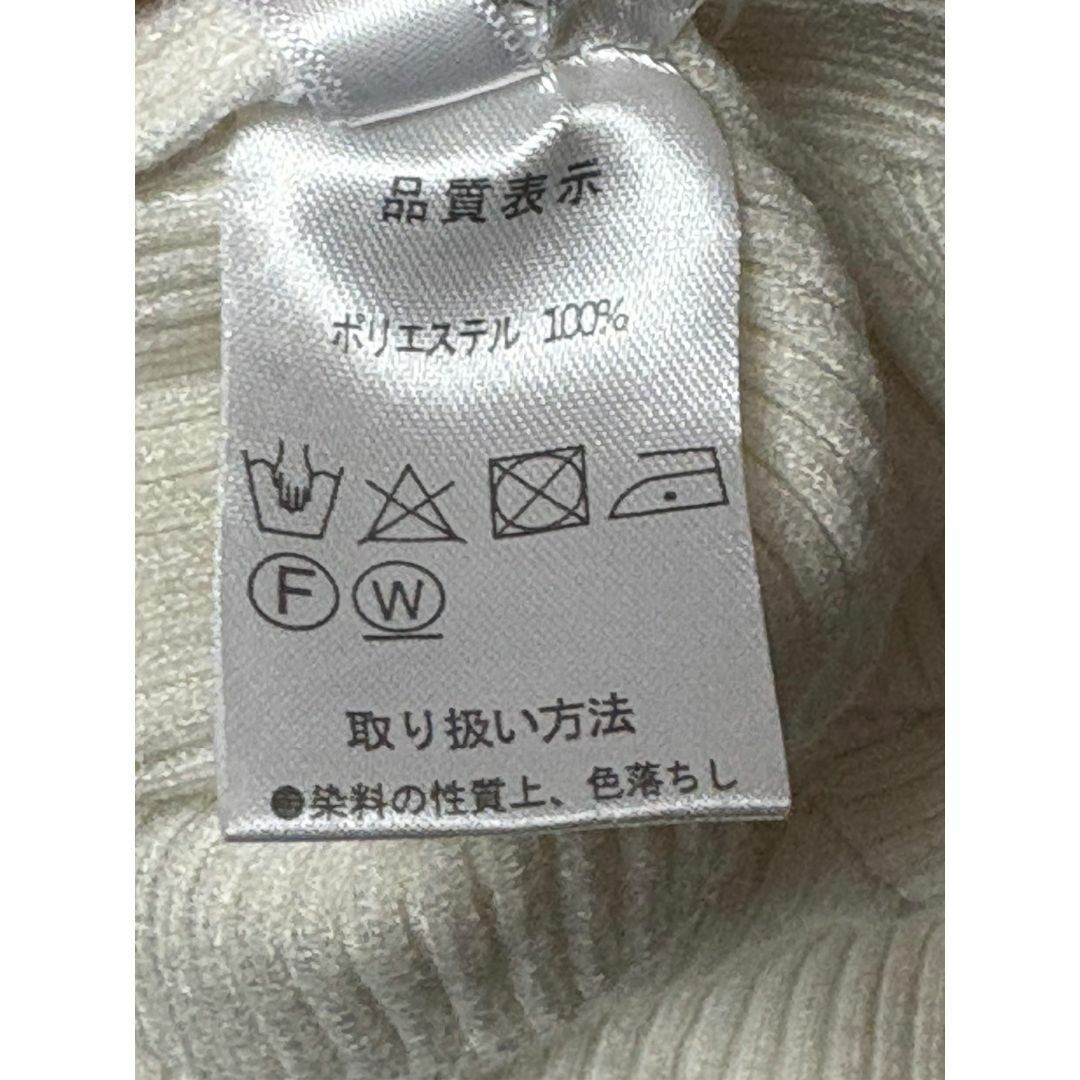 品質表示
ポリエステル 100%
F W
取り扱い方法
●染料の性質上、色落ちし